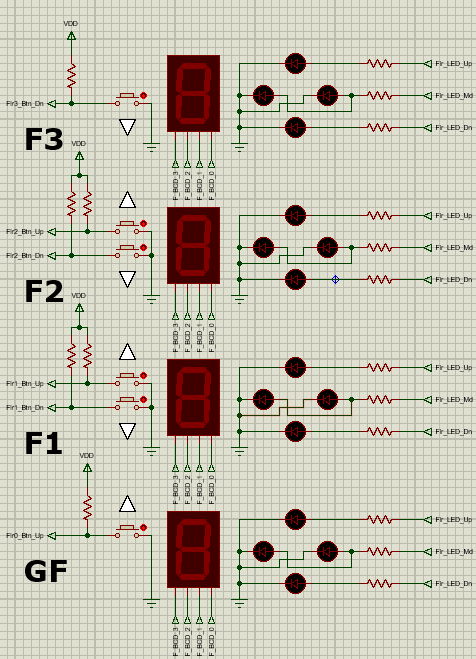 VDD
Flr_LED_Up
Flr3_Btn_Dn
Flr_LED_Md
Flr_LED_Dn
F3
VDD
F_BCD_3
F_BCD_2
F_BCD_1
F_BCD_0
Flr_LED_Up
Flr2_Btn_Up
Flr_LED_Md
Flr2_Btn_Dn
Flr_LED_Dn
F2
VDD
F_BCD_3
F_BCD_2
F_BCD_1
F_BCD_0
Flr_LED_Up
Flr1_Btn_Up
Flr_LED_Md
Flr1_Btn_Dn
Flr_LED_Dn
F1
VDD
F_BCD_3
F_BCD_2
F_BCD_1
F_BCD_0
Flr_LED_Up
Flr0_Btn_Up
Flr_LED_Md
GF
Flr_LED_Dn
F_BCD_3
F_BCD_2
F_BCD_1
F_BCD_0